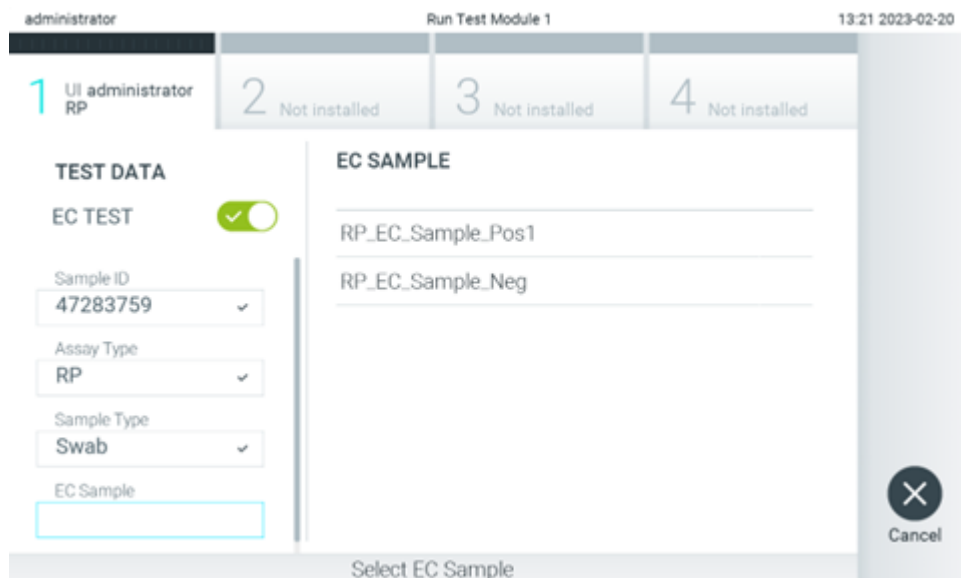 administrator Run Test Module 1 13:21 2023-02-20
1 UI administrator RP
2 Not installed
3 Not installed
4 Not installed
TEST DATA
EC TEST
Sample ID
47283759
Assay Type
RP
Sample Type
Swab
EC Sample
EC SAMPLE
RP_EC_Sample_Pos1
RP_EC_Sample_Neg
Cancel
Select EC Sample